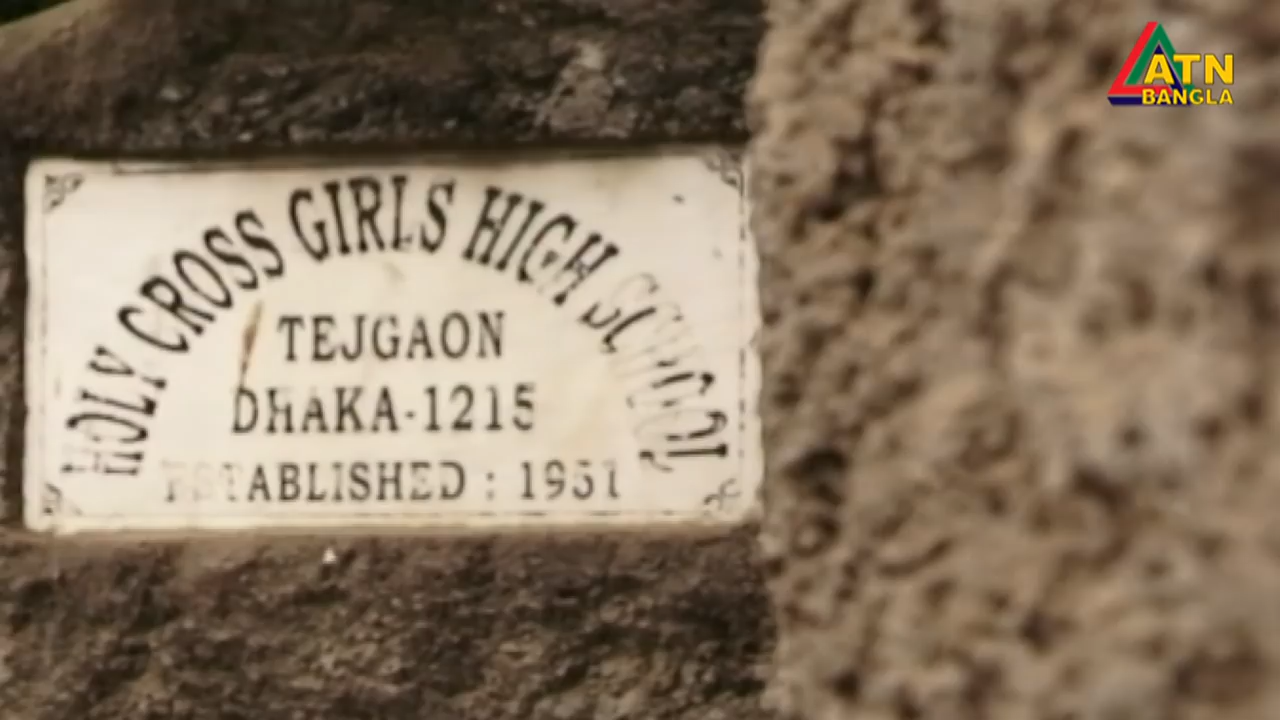 ATN
BANGLA
HOLY CROSS GIRLS HIGH SCHOOL
TEJGAON
DHAKA-1215
ESTABLISHED : 1951